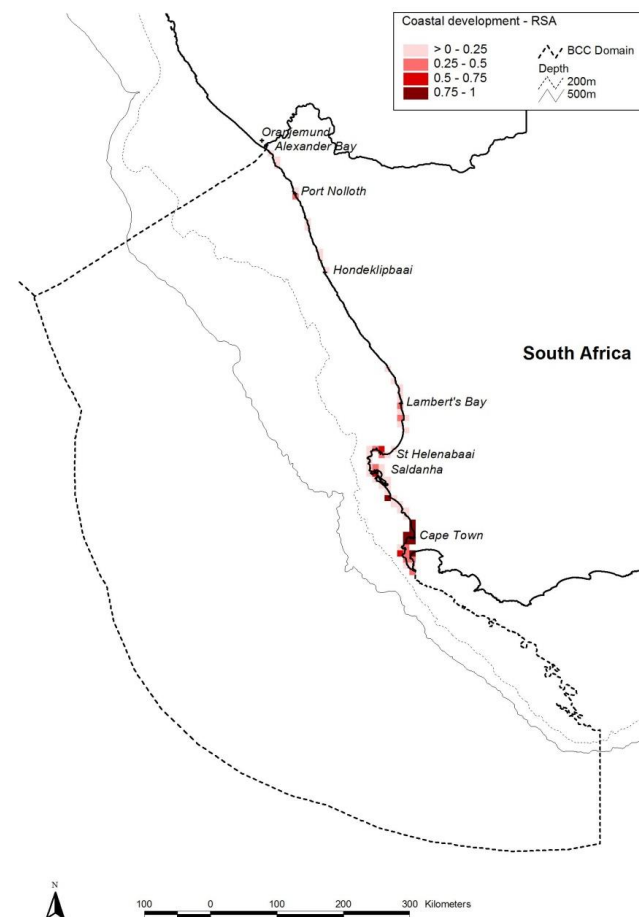 Coastal development - RSA
> 0 - 0.25
0.25 - 0.5
0.5 - 0.75
0.75 - 1
BCC Domain
Depth
200m
500m
Oranjemund
Alexander Bay
Port Nolloth
Hondeklipbaai
South Africa
Lambert's Bay
St Helenabaai
Saldanha
Cape Town
N
100 0 100 200 300 Kilometers